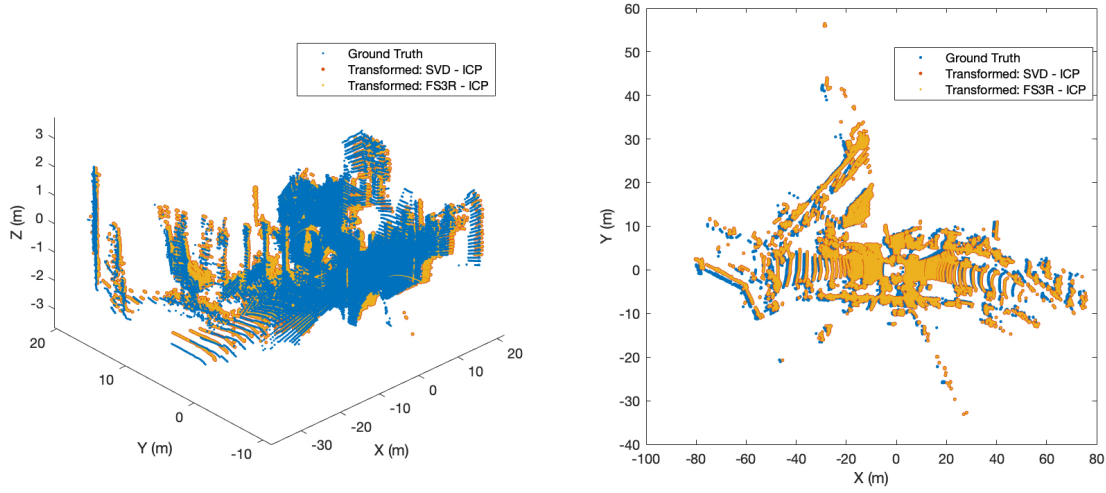 Ground Truth
Transformed: SVD - ICP
Transformed: FS3R - ICP
3
2
1
0
-1
-2
-3
Z (m)
20
10
0
-10
Y (m)
-30
-20
-10
0
10
20
X (m)
60
50
40
30
20
10
0
-10
-20
-30
-40
Y (m)
Ground Truth
Transformed: SVD - ICP
Transformed: FS3R - ICP
-100 -80 -60 -40 -20 0 20 40 60 80
X (m)